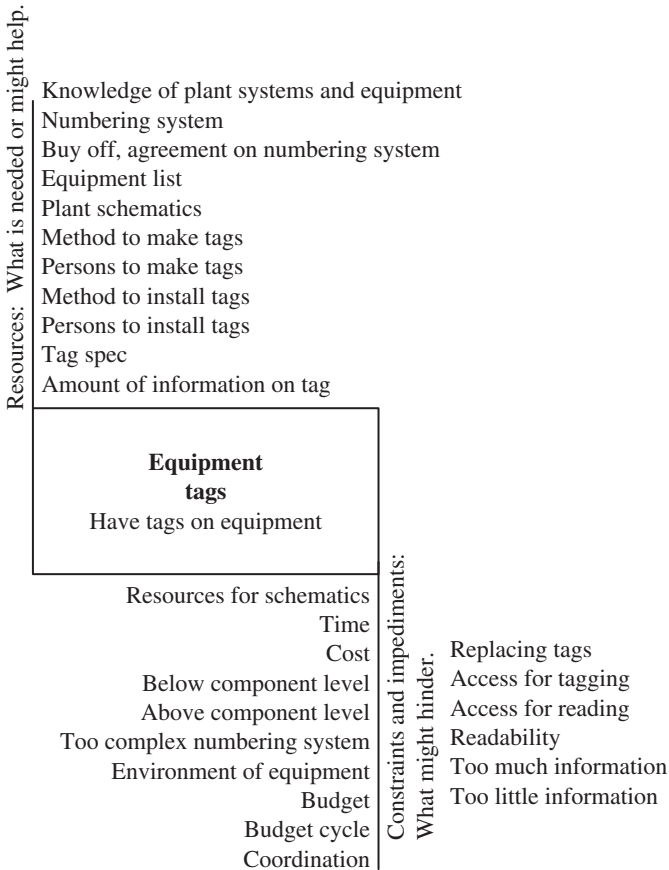 Resources: What is needed or might help.
Knowledge of plant systems and equipment
Numbering system
Buy off, agreement on numbering system
Equipment list
Plant schematics
Method to make tags
Persons to make tags
Method to install tags
Persons to install tags
Tag spec
Amount of information on tag
Equipment
tags
Have tags on equipment
Resources for schematics
Time
Cost
Below component level
Above component level
Too complex numbering system
Environment of equipment
Budget
Budget cycle
Coordination
Constraints and impediments:
What might hinder.
Replacing tags
Access for tagging
Access for reading
Readability
Too much information
Too little information